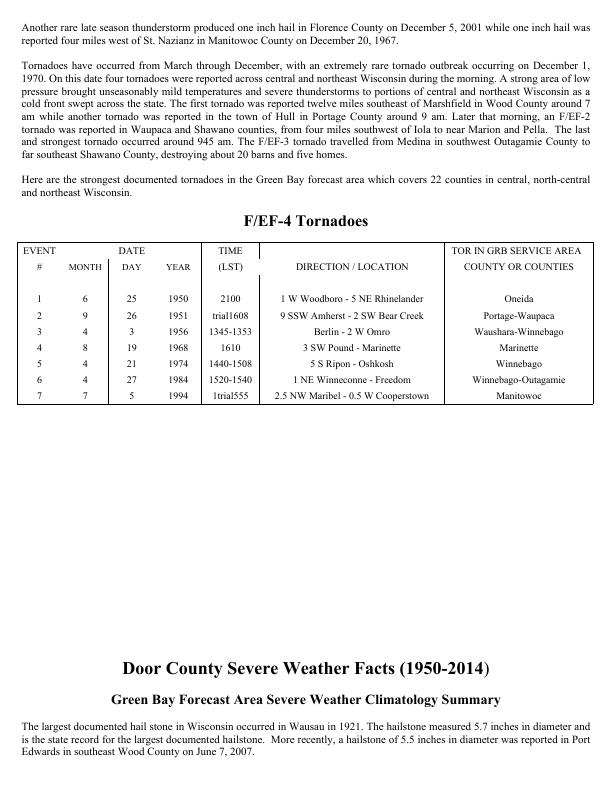 Another rare late season thunderstorm produced one inch hail in Florence County on December 5, 2001 while one inch hail was
reported four miles west of St. Nazianz in Manitowoc County on December 20, 1967.
Tornadoes have occurred from March through December, with an extremely rare tornado outbreak occurring on December 1,
1970. On this date four tornadoes were reported across central and northeast Wisconsin during the morning. A strong area of low
pressure brought unseasonably mild temperatures and severe thunderstorms to portions of central and northeast Wisconsin as a
cold front swept across the state. The first tornado was reported twelve miles southeast of Marshfield in Wood County around 7
am while another tornado was reported in the town of Hull in Portage County around 9 am. Later that morning, an F/EF-2
tornado was reported in Waupaca and Shawano counties, from four miles southwest of Iola to near Marion and Pella. The last
and strongest tornado occurred around 945 am. The F/EF-3 tornado travelled from Medina in southwest Outagamie County to
far southeast Shawano County, destroying about 20 barns and five homes.
Here are the strongest documented tornadoes in the Green Bay forecast area which covers 22 counties in central, north-central
and northeast Wisconsin.
F/EF-4 Tornadoes
EVENT DATE TIME TOR IN GRB SERVICE AREA
# MONTH DAY YEAR (LST) DIRECTION / LOCATION COUNTY OR COUNTIES
1 6 25 1950 2100 1 W Woodboro - 5 NE Rhinelander Oneida
2 9 26 1951 trial1608 9 SSW Amherst - 2 SW Bear Creek Portage-Waupaca
3 4 3 1956 1345-1353 Berlin - 2 W Omro Waushara-Winnebago
4 8 19 1968 1610 3 SW Pound - Marinette Marinette
5 4 21 1974 1440-1508 5 S Ripon - Oshkosh Winnebago
6 4 27 1984 1520-1540 1 NE Winneconne - Freedom Winnebago-Outagamie
7 7 5 1994 1trial555 2.5 NW Maribel - 0.5 W Cooperstown Manitowoc
Door County Severe Weather Facts (1950-2014)
Green Bay Forecast Area Severe Weather Climatology Summary
The largest documented hail stone in Wisconsin occurred in Wausau in 1921. The hailstone measured 5.7 inches in diameter and
is the state record for the largest documented hailstone. More recently, a hailstone of 5.5 inches in diameter was reported in Port
Edwards in southeast Wood County on June 7, 2007.